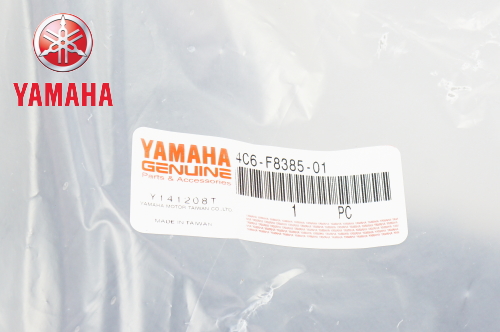 YAMAHA
YAMAHA
GENUINE
Parts & Accessories
4C6-F8385-01
1 PC
Y141208T
YAMAHA MOTOR TAIWAN CO.,LTD.
MADE IN TAIWAN